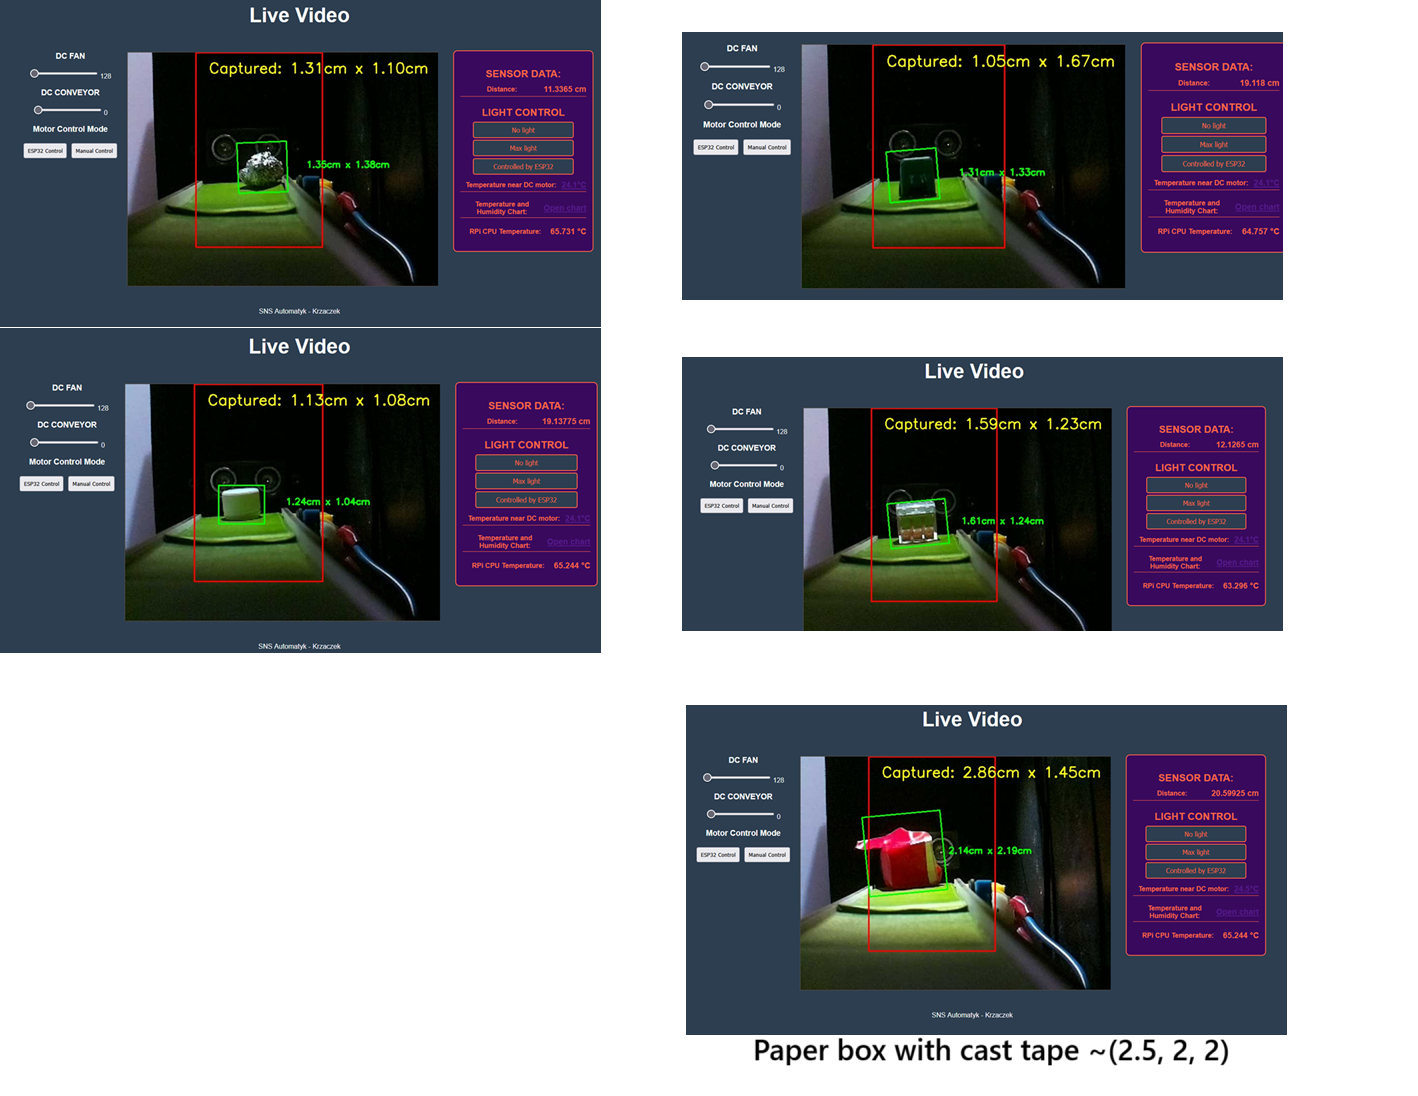 Live Video
DC FAN
128
DC CONVEYOR
0
Motor Control Mode
ESP32 Control Manual Control
Captured: 1.31cm x 1.10cm
1.35cm x 1.38cm
SENSOR DATA:
Distance: 11.3365 cm
LIGHT CONTROL
No light
Max light
Controlled by ESP32
Temperature near DC motor: 24.1°C
Temperature and
Humidity Chart: Open chart
RPi CPU Temperature: 65.731 °C
SNS Automatyk - Krzaczek
DC FAN
128
DC CONVEYOR
0
Motor Control Mode
ESP32 Control Manual Control
Captured: 1.05cm x 1.67cm
1.31cm x 1.33cm
SENSOR DATA:
Distance: 19.118 cm
LIGHT CONTROL
No light
Max light
Controlled by ESP32
Temperature near DC motor: 24.1°C
Temperature and
Humidity Chart: Open chart
RPi CPU Temperature: 64.757 °C
Live Video
DC FAN
128
DC CONVEYOR
0
Motor Control Mode
ESP32 Control Manual Control
Captured: 1.13cm x 1.08cm
1.24cm x 1.04cm
SENSOR DATA:
Distance: 19.13775 cm
LIGHT CONTROL
No light
Max light
Controlled by ESP32
Temperature near DC motor: 24.1°C
Temperature and
Humidity Chart: Open chart
RPi CPU Temperature: 65.244 °C
SNS Automatyk - Krzaczek
Live Video
DC FAN
128
DC CONVEYOR
0
Motor Control Mode
ESP32 Control Manual Control
Captured: 1.59cm x 1.23cm
1.61cm x 1.24cm
SENSOR DATA:
Distance: 12.1265 cm
LIGHT CONTROL
No light
Max light
Controlled by ESP32
Temperature near DC motor: 24.1°C
Temperature and
Humidity Chart: Open chart
RPi CPU Temperature: 63.296 °C
Live Video
DC FAN
128
DC CONVEYOR
0
Motor Control Mode
ESP32 Control Manual Control
Captured: 2.86cm x 1.45cm
2.14cm x 2.19cm
SENSOR DATA:
Distance: 20.59925 cm
LIGHT CONTROL
No light
Max light
Controlled by ESP32
Temperature near DC motor: 24.5°C
Temperature and
Humidity Chart: Open chart
RPi CPU Temperature: 65.244 °C
SNS Automatyk - Krzaczek
Paper box with cast tape ~(2.5, 2, 2)